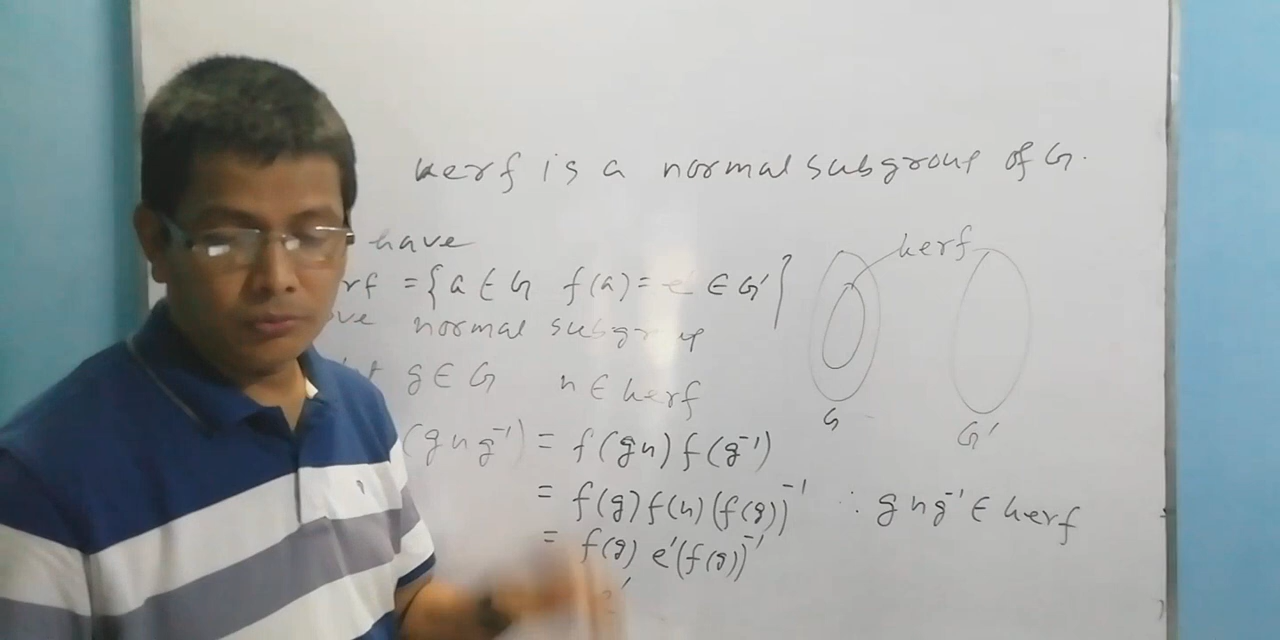 kerf is a normal subgroup of G.
have
rf = {a ∈ G f(a) = e' ∈ G'}
kerf
ve normal subgroup
g ∈ G n ∈ kerf
G G'
(gng⁻¹) = f(gn) f(g⁻¹)
= f(g) f(n) (f(g))⁻¹ ∴ gng⁻¹ ∈ kerf
= f(g) e' (f(g))⁻¹
e'